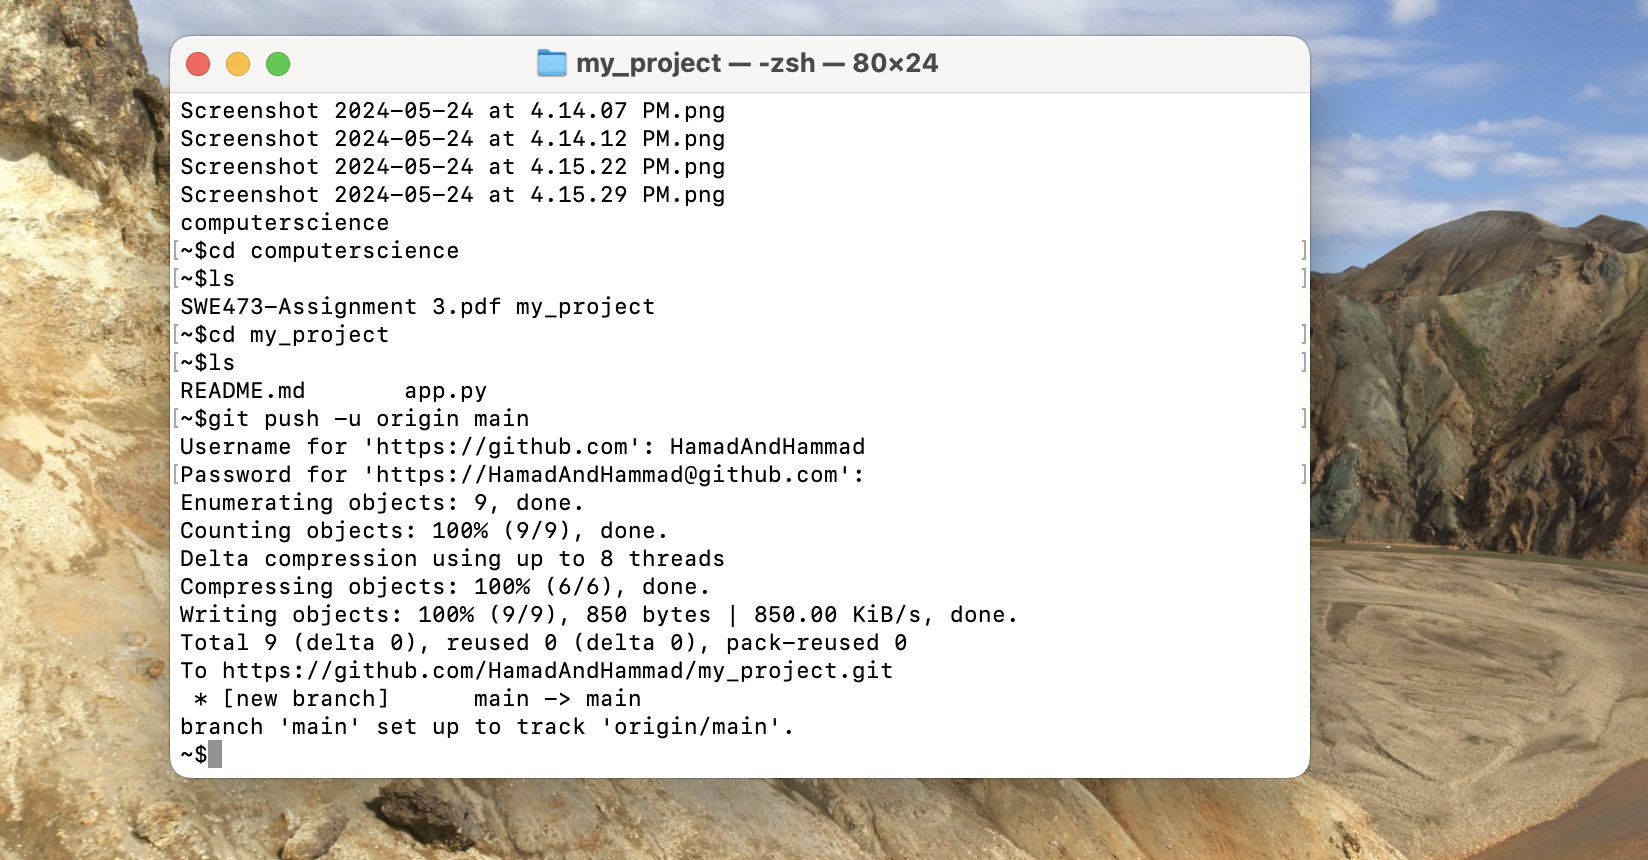 my_project — -zsh — 80×24
Screenshot 2024-05-24 at 4.14.07 PM.png
Screenshot 2024-05-24 at 4.14.12 PM.png
Screenshot 2024-05-24 at 4.15.22 PM.png
Screenshot 2024-05-24 at 4.15.29 PM.png
computerscience
[~$cd computerscience ]
[~$ls ]
SWE473-Assignment 3.pdf my_project
[~$cd my_project ]
[~$ls ]
README.md app.py
[~$git push -u origin main ]
Username for 'https://github.com': HamadAndHammad
[Password for 'https://HamadAndHammad@github.com': ]
Enumerating objects: 9, done.
Counting objects: 100% (9/9), done.
Delta compression using up to 8 threads
Compressing objects: 100% (6/6), done.
Writing objects: 100% (9/9), 850 bytes | 850.00 KiB/s, done.
Total 9 (delta 0), reused 0 (delta 0), pack-reused 0
To https://github.com/HamadAndHammad/my_project.git
 * [new branch] main -> main
branch 'main' set up to track 'origin/main'.
~$